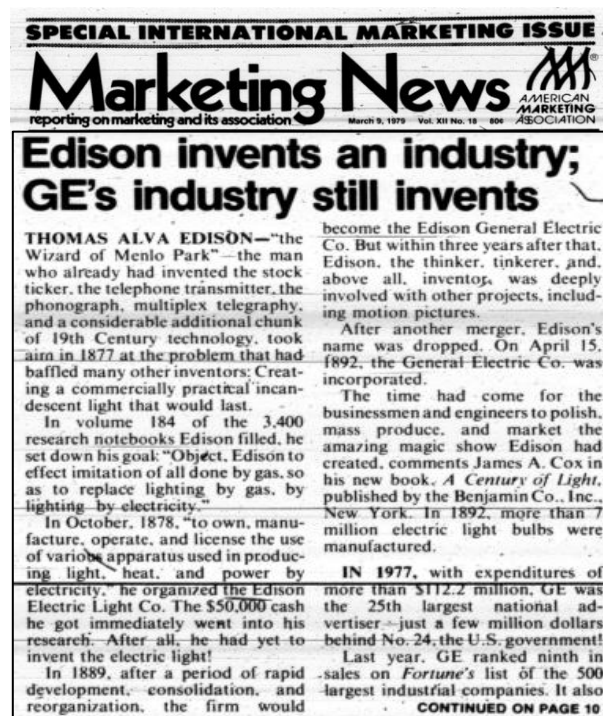 SPECIAL INTERNATIONAL MARKETING ISSUE
Marketing News
reporting on marketing and its association
March 9, 1979 Vol. XII No. 18 80¢
AMERICAN
MARKETING
ASSOCIATION
®
Edison invents an industry;
GE's industry still invents
THOMAS ALVA EDISON—“the
Wizard of Menlo Park”—the man
who already had invented the stock
ticker, the telephone transmitter, the
phonograph, multiplex telegraphy,
and a considerable additional chunk
of 19th Century technology, took
aim in 1877 at the problem that had
baffled many other inventors: Creat-
ing a commercially practical incan-
descent light that would last.
In volume 184 of the 3,400
research notebooks Edison filled, he
set down his goal: “Object, Edison to
effect imitation of all done by gas, so
as to replace lighting by gas, by
lighting by electricity.”
In October, 1878, “to own, manu-
facture, operate, and license the use
of various apparatus used in produc-
ing light, heat, and power by
electricity,” he organized the Edison
Electric Light Co. The $50,000 cash
he got immediately went into his
research. After all, he had yet to
invent the electric light!
In 1889, after a period of rapid
development, consolidation, and
reorganization, the firm would
become the Edison General Electric
Co. But within three years after that,
Edison, the thinker, tinkerer, and,
above all, inventor, was deeply
involved with other projects, includ-
ing motion pictures.
After another merger, Edison's
name was dropped. On April 15,
1892, the General Electric Co. was
incorporated.
The time had come for the
businessmen and engineers to polish,
mass produce, and market the
amazing magic show Edison had
created, comments James A. Cox in
his new book, A Century of Light,
published by the Benjamin Co., Inc.,
New York. In 1892, more than 7
million electric light bulbs were
manufactured.
IN 1977, with expenditures of
more than $112.2 million, GE was
the 25th largest national ad-
vertiser—just a few million dollars
behind No. 24, the U.S. government!
Last year, GE ranked ninth in
sales on Fortune's list of the 500
largest industrial companies. It also
CONTINUED ON PAGE 10